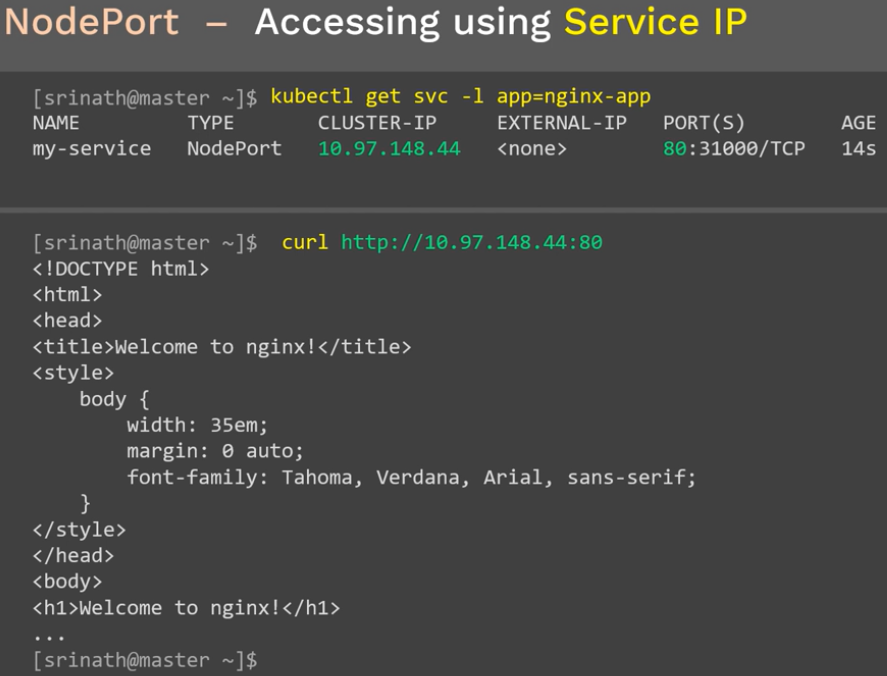 NodePort – Accessing using Service IP
[srinath@master ~]$ kubectl get svc -l app=nginx-app
NAME TYPE CLUSTER-IP EXTERNAL-IP PORT(S) AGE
my-service NodePort 10.97.148.44 <none> 80:31000/TCP 14s
[srinath@master ~]$ curl http://10.97.148.44:80
<!DOCTYPE html>
<html>
<head>
<title>Welcome to nginx!</title>
<style>
    body {
        width: 35em;
        margin: 0 auto;
        font-family: Tahoma, Verdana, Arial, sans-serif;
    }
</style>
</head>
<body>
<h1>Welcome to nginx!</h1>
...
[srinath@master ~]$